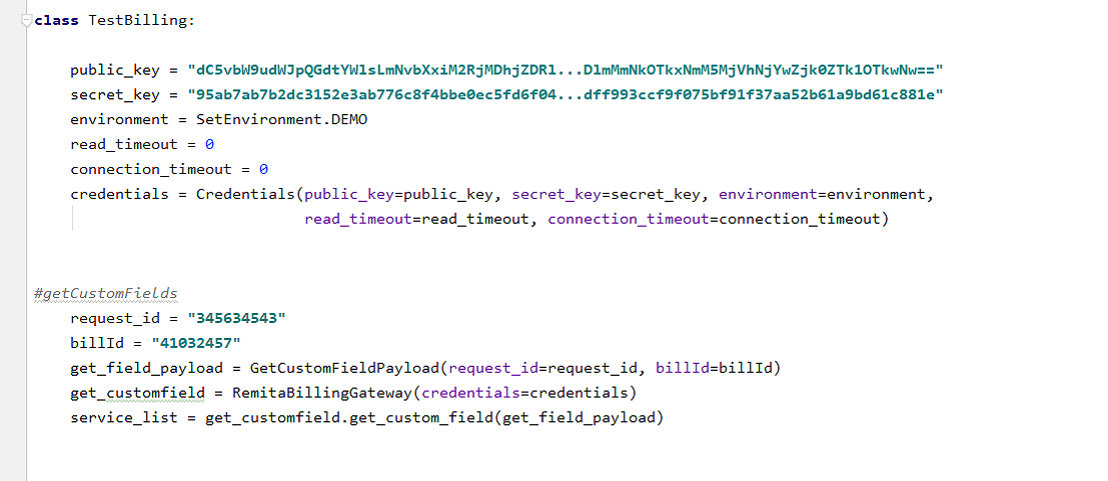 class TestBilling:
public_key = "dC5vbW9udWJpQGdtYWlsLmNvbXxiM2RjMDhjZDRl...DlmMmNkOTkxNmM5MjVhNjYwZjk0ZTk1OTkwNw=="
secret_key = "95ab7ab7b2dc3152e3ab776c8f4bbe0ec5fd6f04...dff993ccf9f075bf91f37aa52b61a9bd61c881e"
environment = SetEnvironment.DEMO
read_timeout = 0
connection_timeout = 0
credentials = Credentials(public_key=public_key, secret_key=secret_key, environment=environment,
read_timeout=read_timeout, connection_timeout=connection_timeout)
#getCustomFields
request_id = "345634543"
billId = "41032457"
get_field_payload = GetCustomFieldPayload(request_id=request_id, billId=billId)
get_customfield = RemitaBillingGateway(credentials=credentials)
service_list = get_customfield.get_custom_field(get_field_payload)